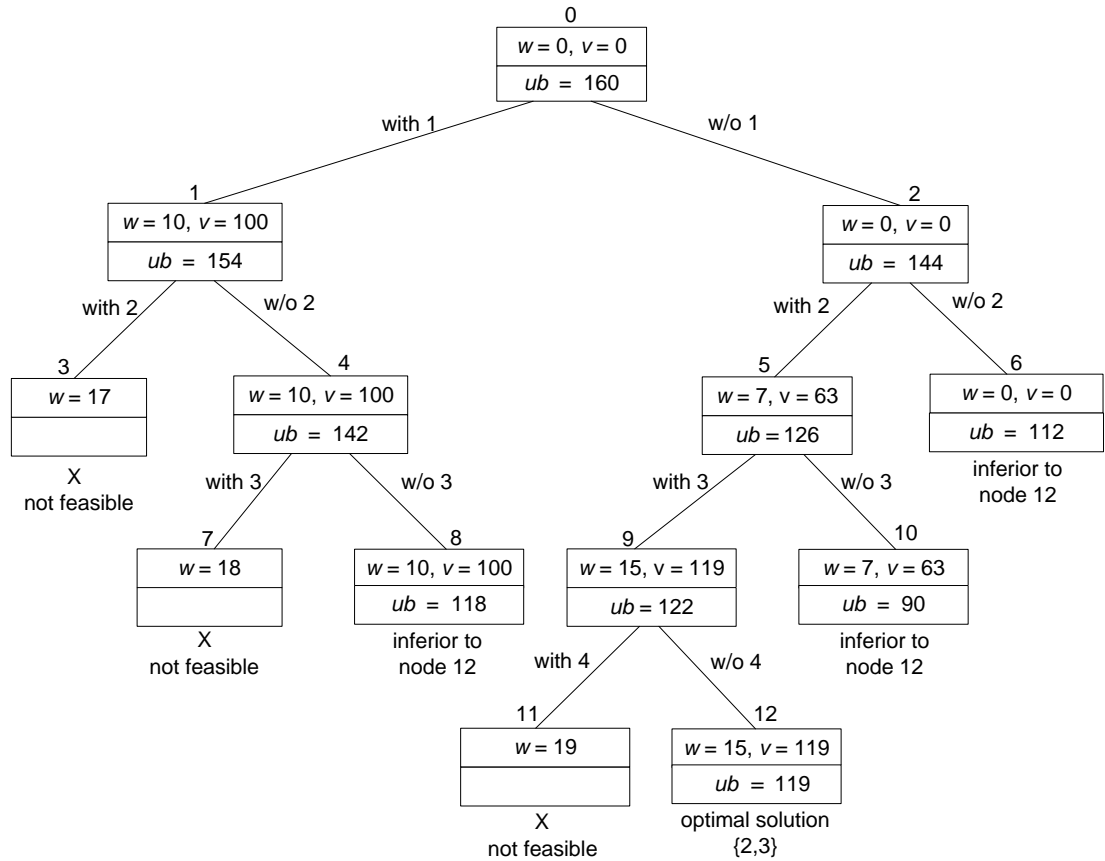 0
w = 0, v = 0
ub = 160
with 1
w/o 1
1
w = 10, v = 100
ub = 154
2
w = 0, v = 0
ub = 144
with 2
w/o 2
with 2
w/o 2
3
w = 17
X
not feasible
4
w = 10, v = 100
ub = 142
5
w = 7, v = 63
ub = 126
6
w = 0, v = 0
ub = 112
inferior to
node 12
with 3
w/o 3
with 3
w/o 3
7
w = 18
X
not feasible
8
w = 10, v = 100
ub = 118
inferior to
node 12
9
w = 15, v = 119
ub = 122
10
w = 7, v = 63
ub = 90
inferior to
node 12
with 4
w/o 4
11
w = 19
X
not feasible
12
w = 15, v = 119
ub = 119
optimal solution
{2,3}